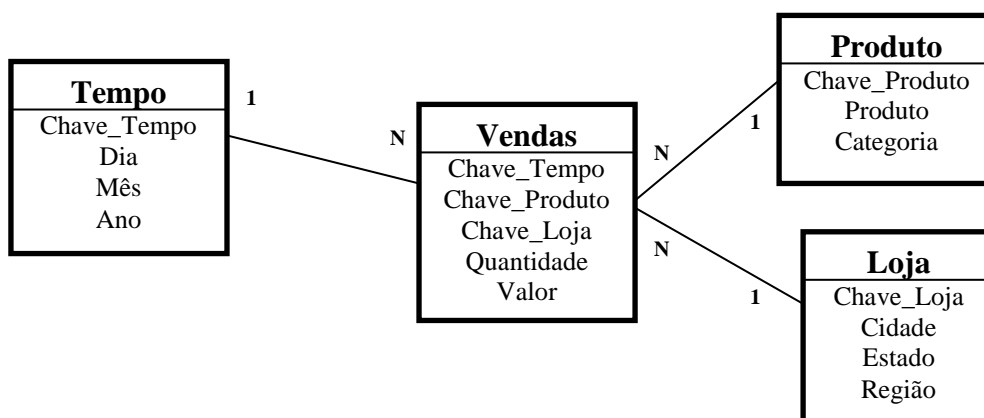 Tempo
Chave_Tempo
Dia
Mês
Ano
1
N
Vendas
Chave_Tempo
Chave_Produto
Chave_Loja
Quantidade
Valor
N
1
Produto
Chave_Produto
Produto
Categoria
N
1
Loja
Chave_Loja
Cidade
Estado
Região